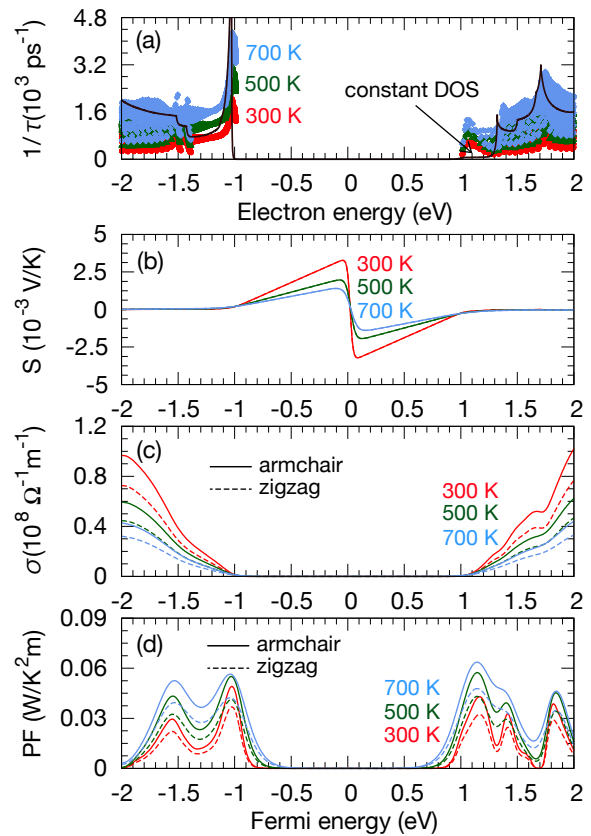 (a)
1/τ(10³ ps⁻¹)
4.8
3.2
1.6
0
700 K
500 K
300 K
constant DOS
-2 -1.5 -1 -0.5 0 0.5 1 1.5 2
Electron energy (eV)
(b)
S (10⁻³ V/K)
5
2.5
0
-2.5
-5
300 K
500 K
700 K
-2 -1.5 -1 -0.5 0 0.5 1 1.5 2
(c)
σ(10⁸ Ω⁻¹m⁻¹)
1.2
0.8
0.4
0
armchair
zigzag
300 K
500 K
700 K
-2 -1.5 -1 -0.5 0 0.5 1 1.5 2
(d)
PF (W/K²m)
0.09
0.06
0.03
0
armchair
zigzag
700 K
500 K
300 K
-2 -1.5 -1 -0.5 0 0.5 1 1.5 2
Fermi energy (eV)